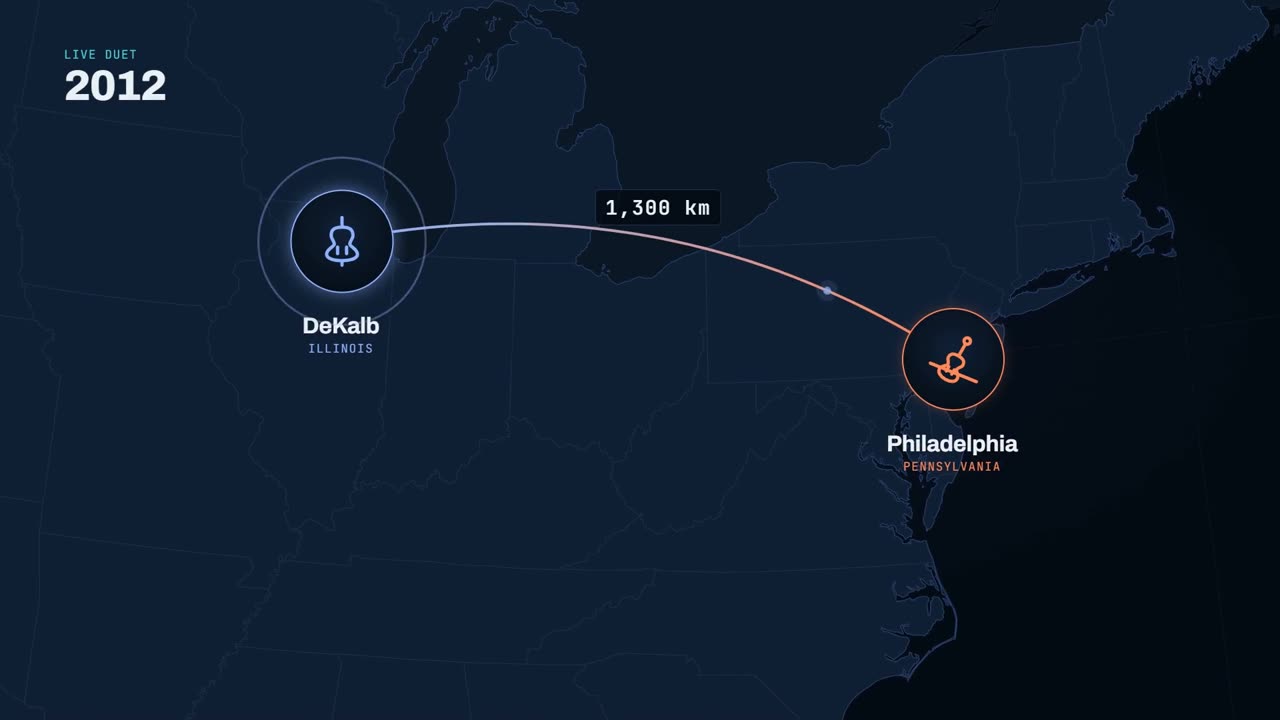 LIVE DUET
2012
1,300 km
DeKalb
ILLINOIS
Philadelphia
PENNSYLVANIA